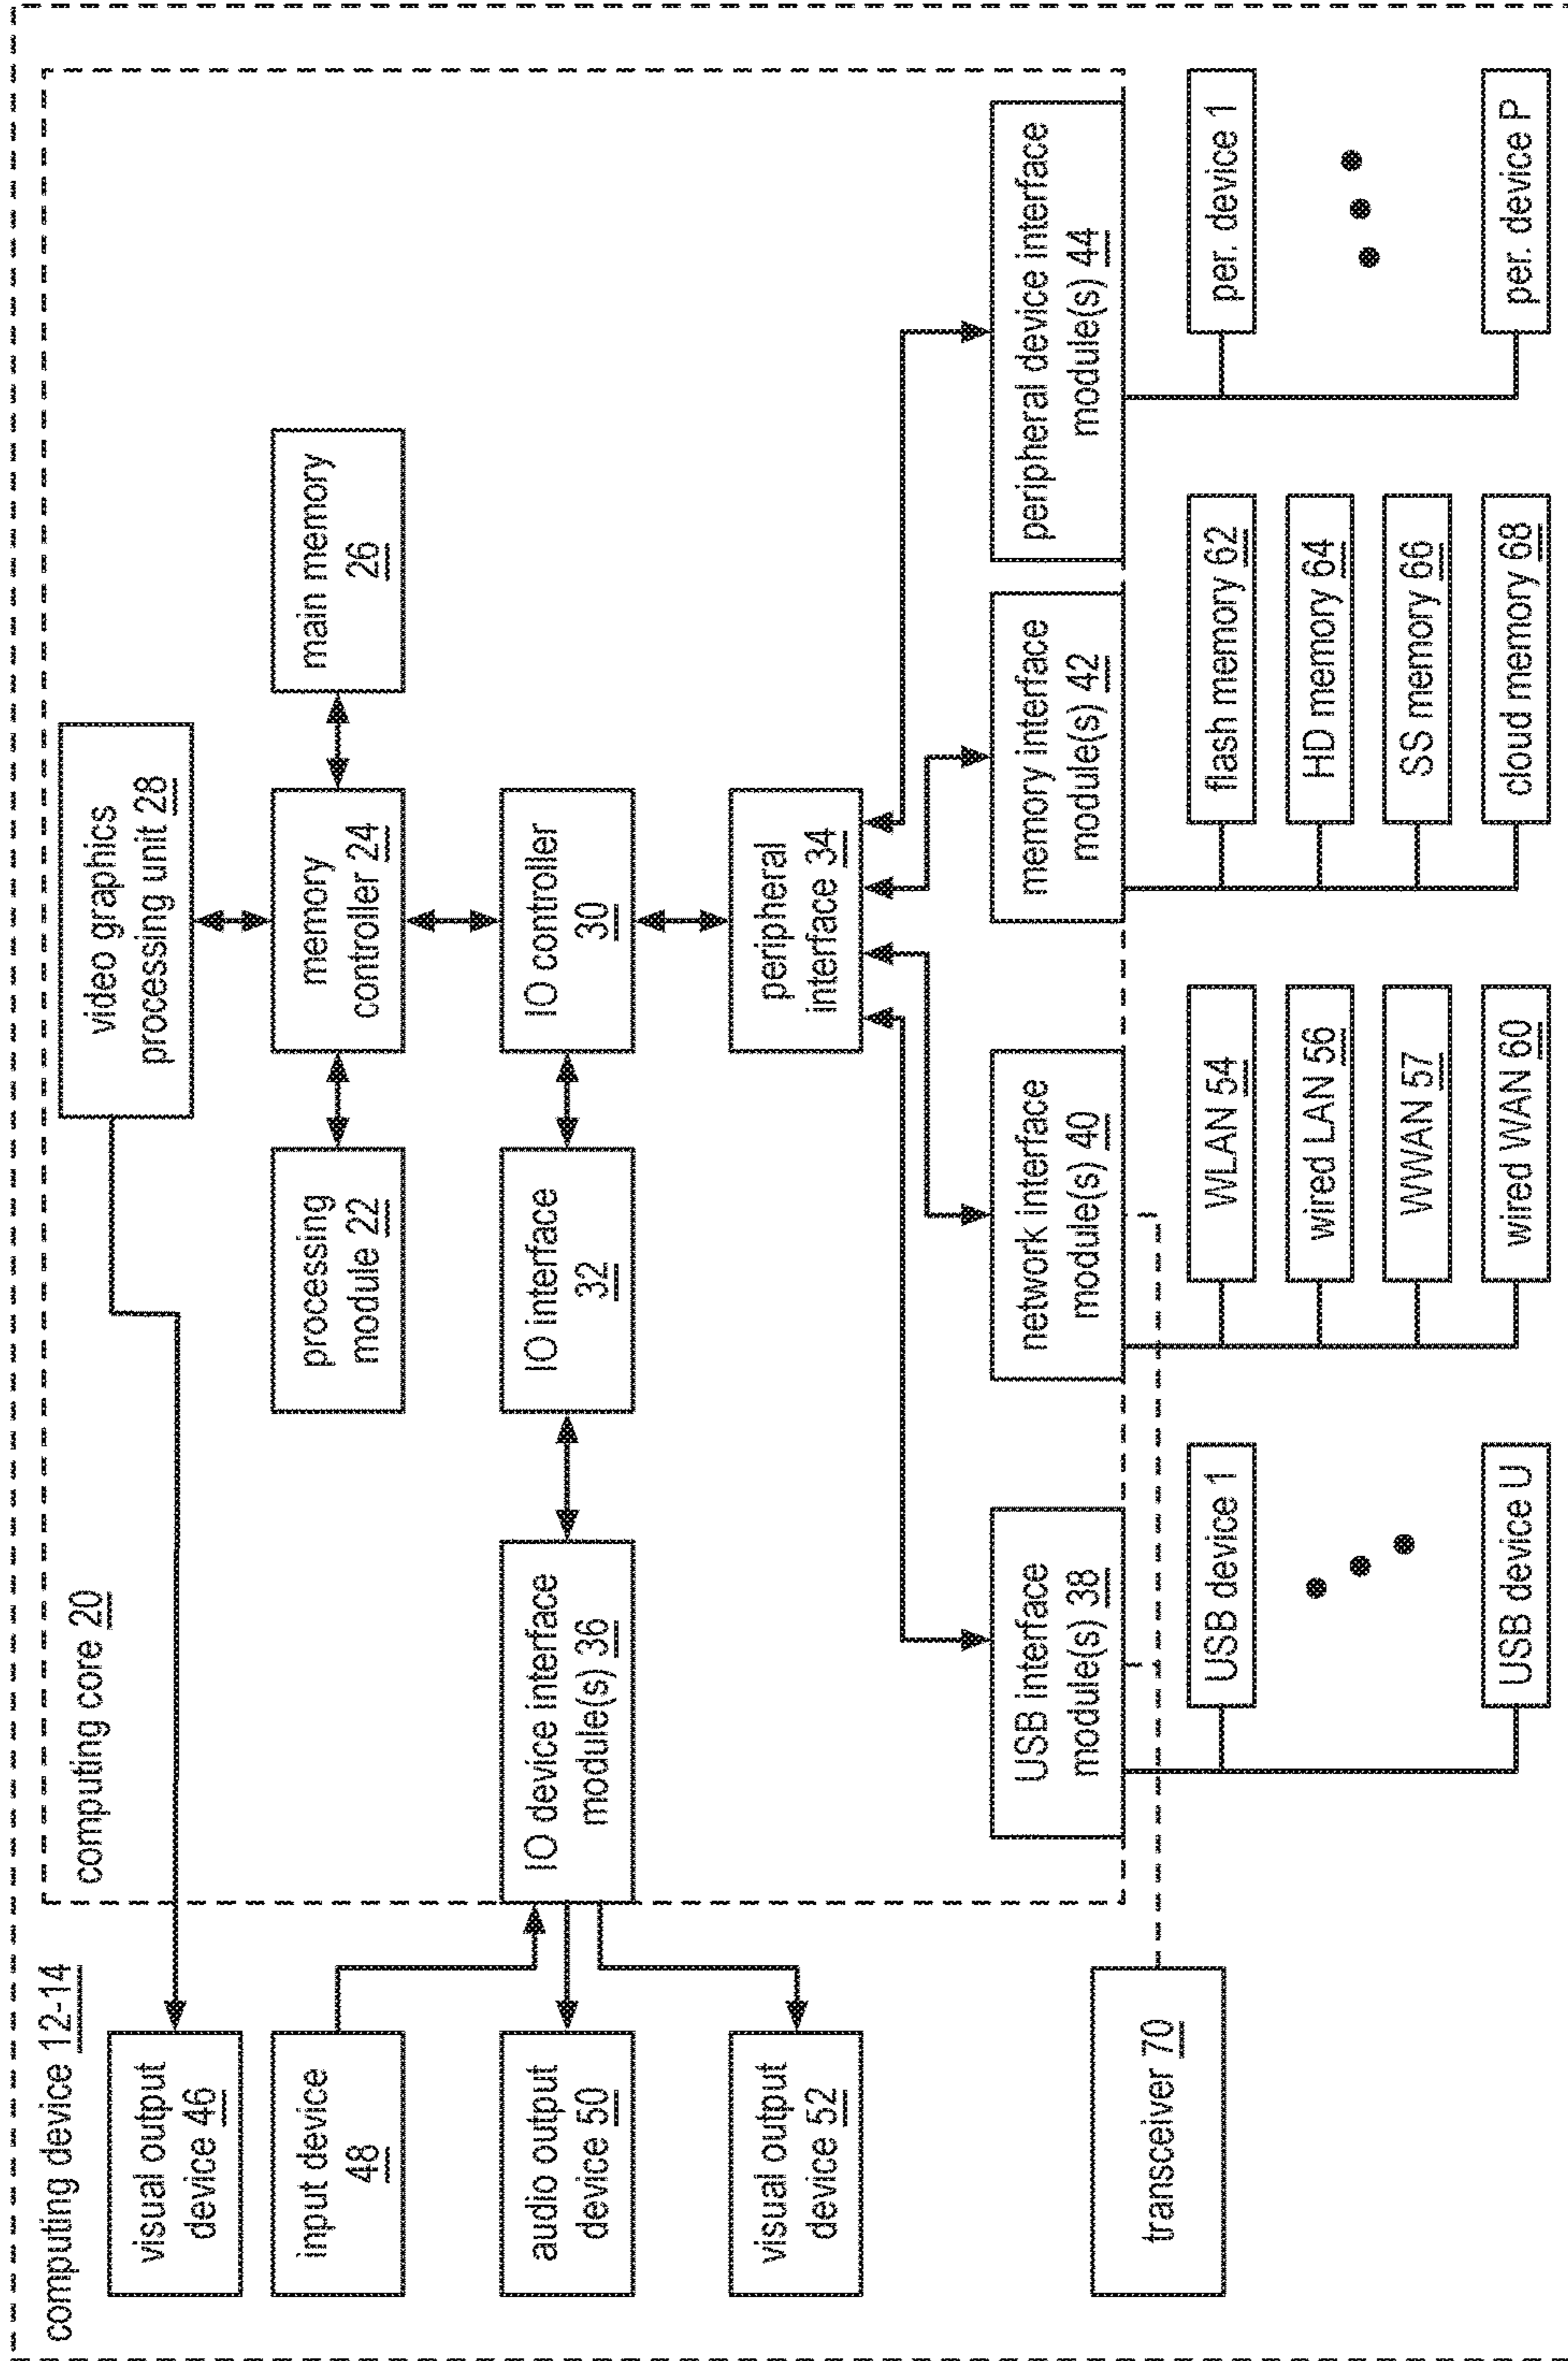 computing device 12-14
computing core 20
visual output
device 46
video graphics
processing unit 28
input device
48
processing
module 22
memory
controller 24
main memory
26
audio output
device 50
IO device interface
module(s) 36
IO interface
32
IO controller
30
visual output
device 52
peripheral
interface 34
transceiver 70
USB interface
module(s) 38
network interface
module(s) 40
memory interface
module(s) 42
peripheral device interface
module(s) 44
USB device 1
USB device U
WLAN 54
wired LAN 56
WWAN 57
wired WAN 60
flash memory 62
HD memory 64
SS memory 66
cloud memory 68
per. device 1
per. device P